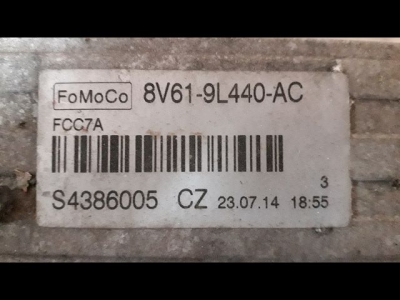 FoMoCo 8V61-9L440-AC
FCC7A
3
S4386005 CZ 23.07.14 18:55